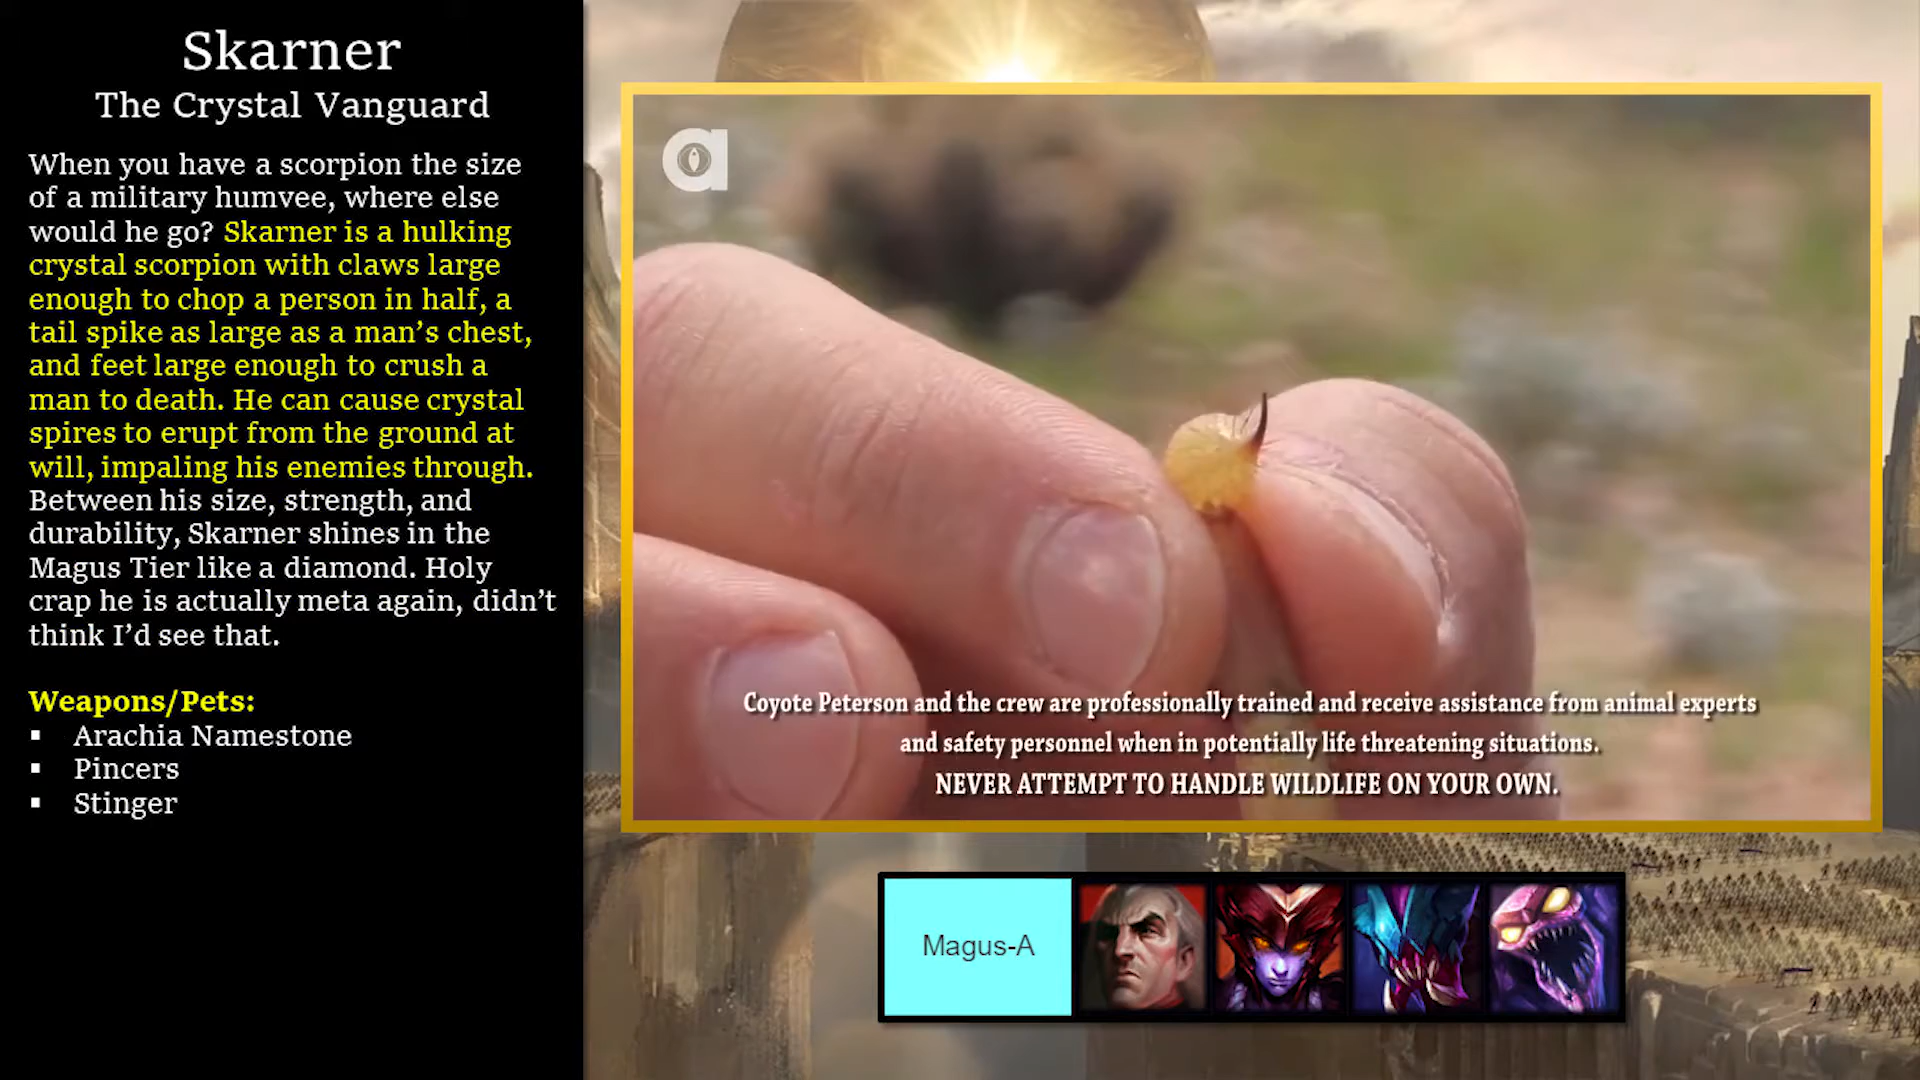 Skarner
The Crystal Vanguard
When you have a scorpion the size
of a military humvee, where else
would he go? Skarner is a hulking
crystal scorpion with claws large
enough to chop a person in half, a
tail spike as large as a man's chest,
and feet large enough to crush a
man to death. He can cause crystal
spires to erupt from the ground at
will, impaling his enemies through.
Between his size, strength, and
durability, Skarner shines in the
Magus Tier like a diamond. Holy
crap he is actually meta again, didn't
think I'd see that.
Weapons/Pets:
▪ Arachia Namestone
▪ Pincers
▪ Stinger
a
Coyote Peterson and the crew are professionally trained and receive assistance from animal experts
and safety personnel when in potentially life threatening situations.
NEVER ATTEMPT TO HANDLE WILDLIFE ON YOUR OWN.
Magus-A